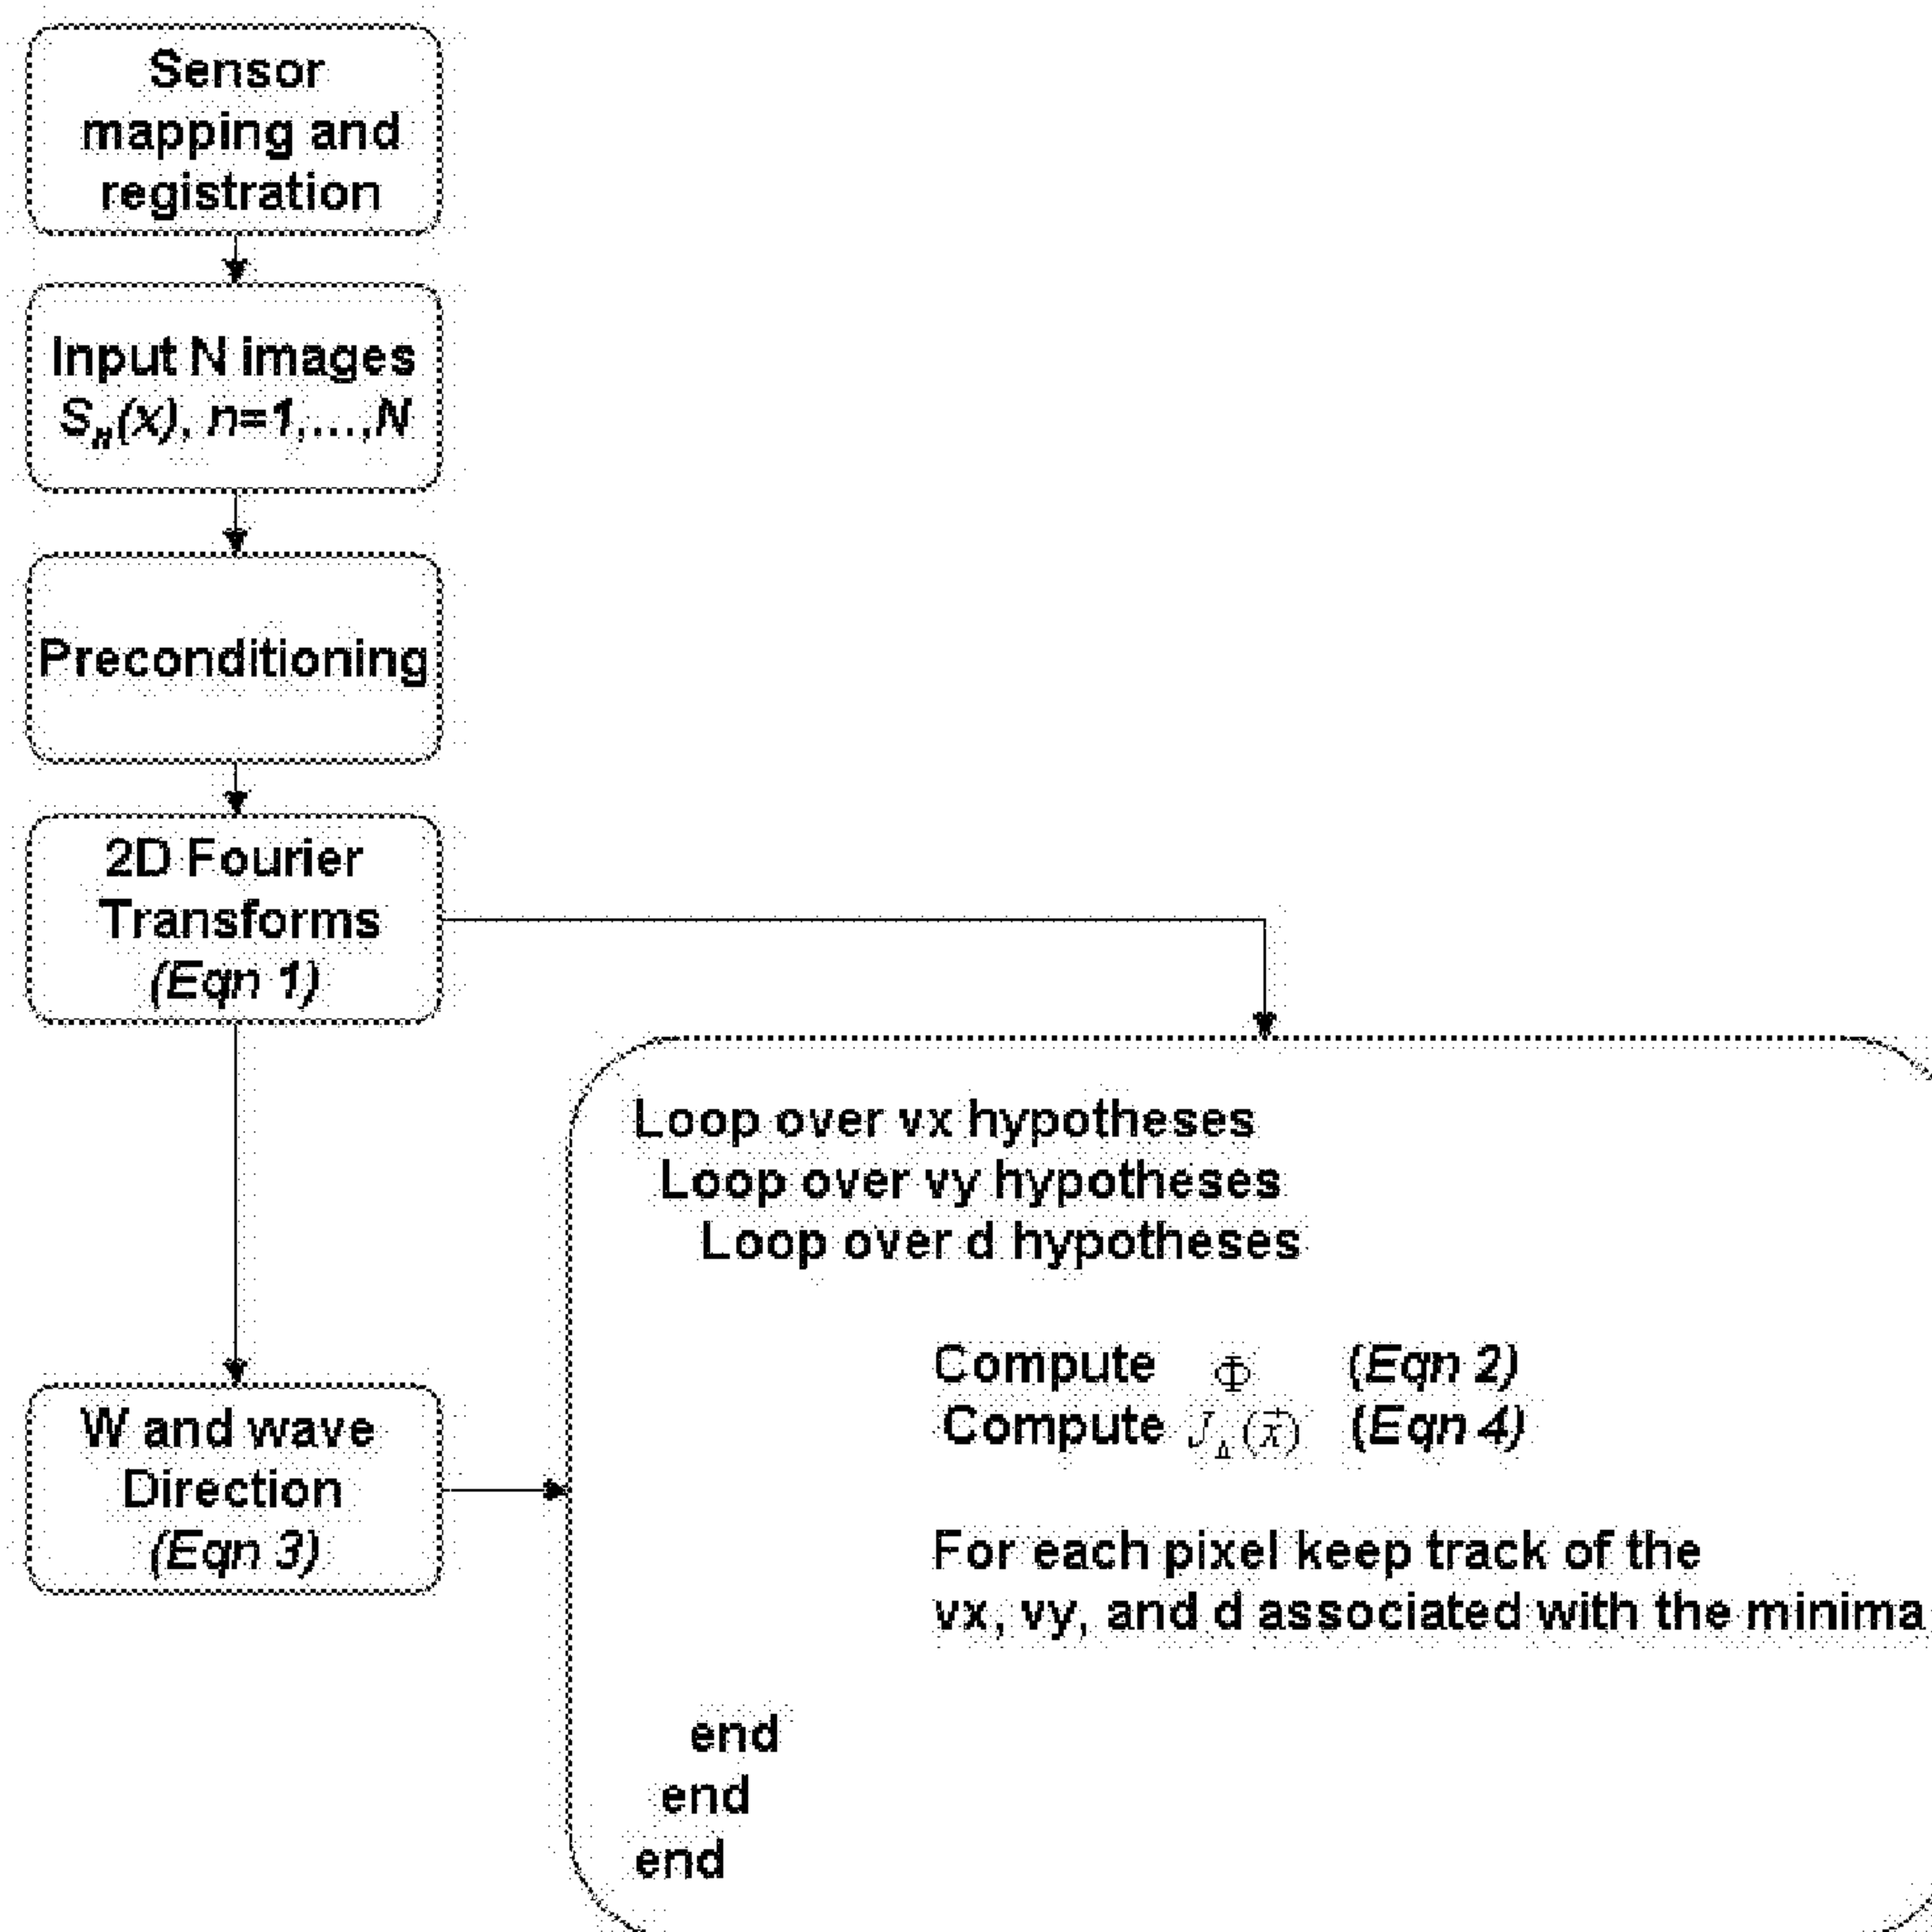 Sensor
mapping and
registration
Input N images
Sₙ(x), n=1,...,N
Preconditioning
2D Fourier
Transforms
(Eqn 1)
W and wave
Direction
(Eqn 3)
Loop over vx hypotheses
Loop over vy hypotheses
Loop over d hypotheses
Compute Φ (Eqn 2)
Compute J_Δ(x⃗) (Eqn 4)
For each pixel keep track of the
vx, vy, and d associated with the minima
end
end
end